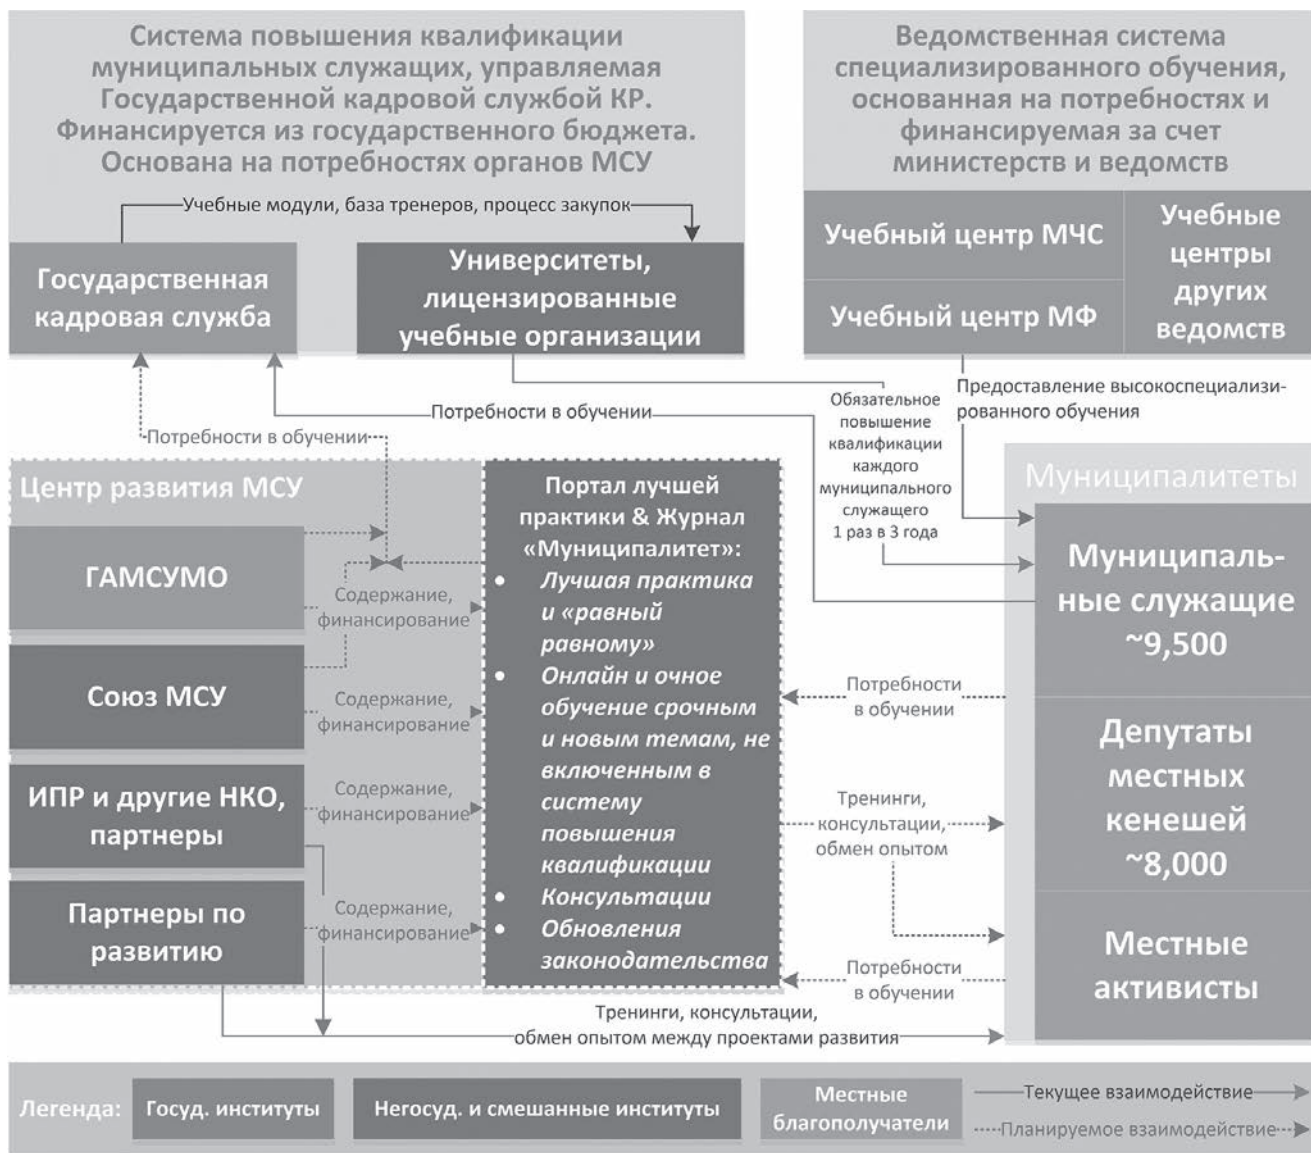 Система повышения квалификации
муниципальных служащих, управляемая
Государственной кадровой службой КР.
Финансируется из государственного бюджета.
Основана на потребностях органов МСУ
Ведомственная система
специализированного обучения,
основанная на потребностях и
финансируемая за счет
министерств и ведомств
Учебные модули, база тренеров, процесс закупок
Государственная
кадровая служба
Университеты,
лицензированные
учебные организации
Учебный центр МЧС
Учебный центр МФ
Учебные
центры
других
ведомств
Потребности в обучении
Потребности в обучении
Обязательное
повышение
квалификации
каждого
муниципального
служащего
1 раз в 3 года
Предоставление высокоспециализи-
рованного обучения
Центр развития МСУ
ГАМСУМО
Союз МСУ
ИПР и другие НКО,
партнеры
Партнеры по
развитию
Содержание,
финансирование
Содержание,
финансирование
Содержание,
финансирование
Содержание,
финансирование
Портал лучшей
практики & Журнал
«Муниципалитет»:
• Лучшая практика
и «равный
равному»
• Онлайн и очное
обучение срочным
и новым темам, не
включенным в
систему
повышения
квалификации
• Консультации
• Обновления
законодательства
Потребности
в обучении
Тренинги,
консультации,
обмен опытом
Потребности
в обучении
Муниципалитеты
Муниципаль-
ные служащие
~9,500
Депутаты
местных
кенешей
~8,000
Местные
активисты
Тренинги, консультации,
обмен опытом между проектами развития
Легенда:
Госуд. институты
Негосуд. и смешанные институты
Местные
благополучатели
Текущее взаимодействие
Планируемое взаимодействие